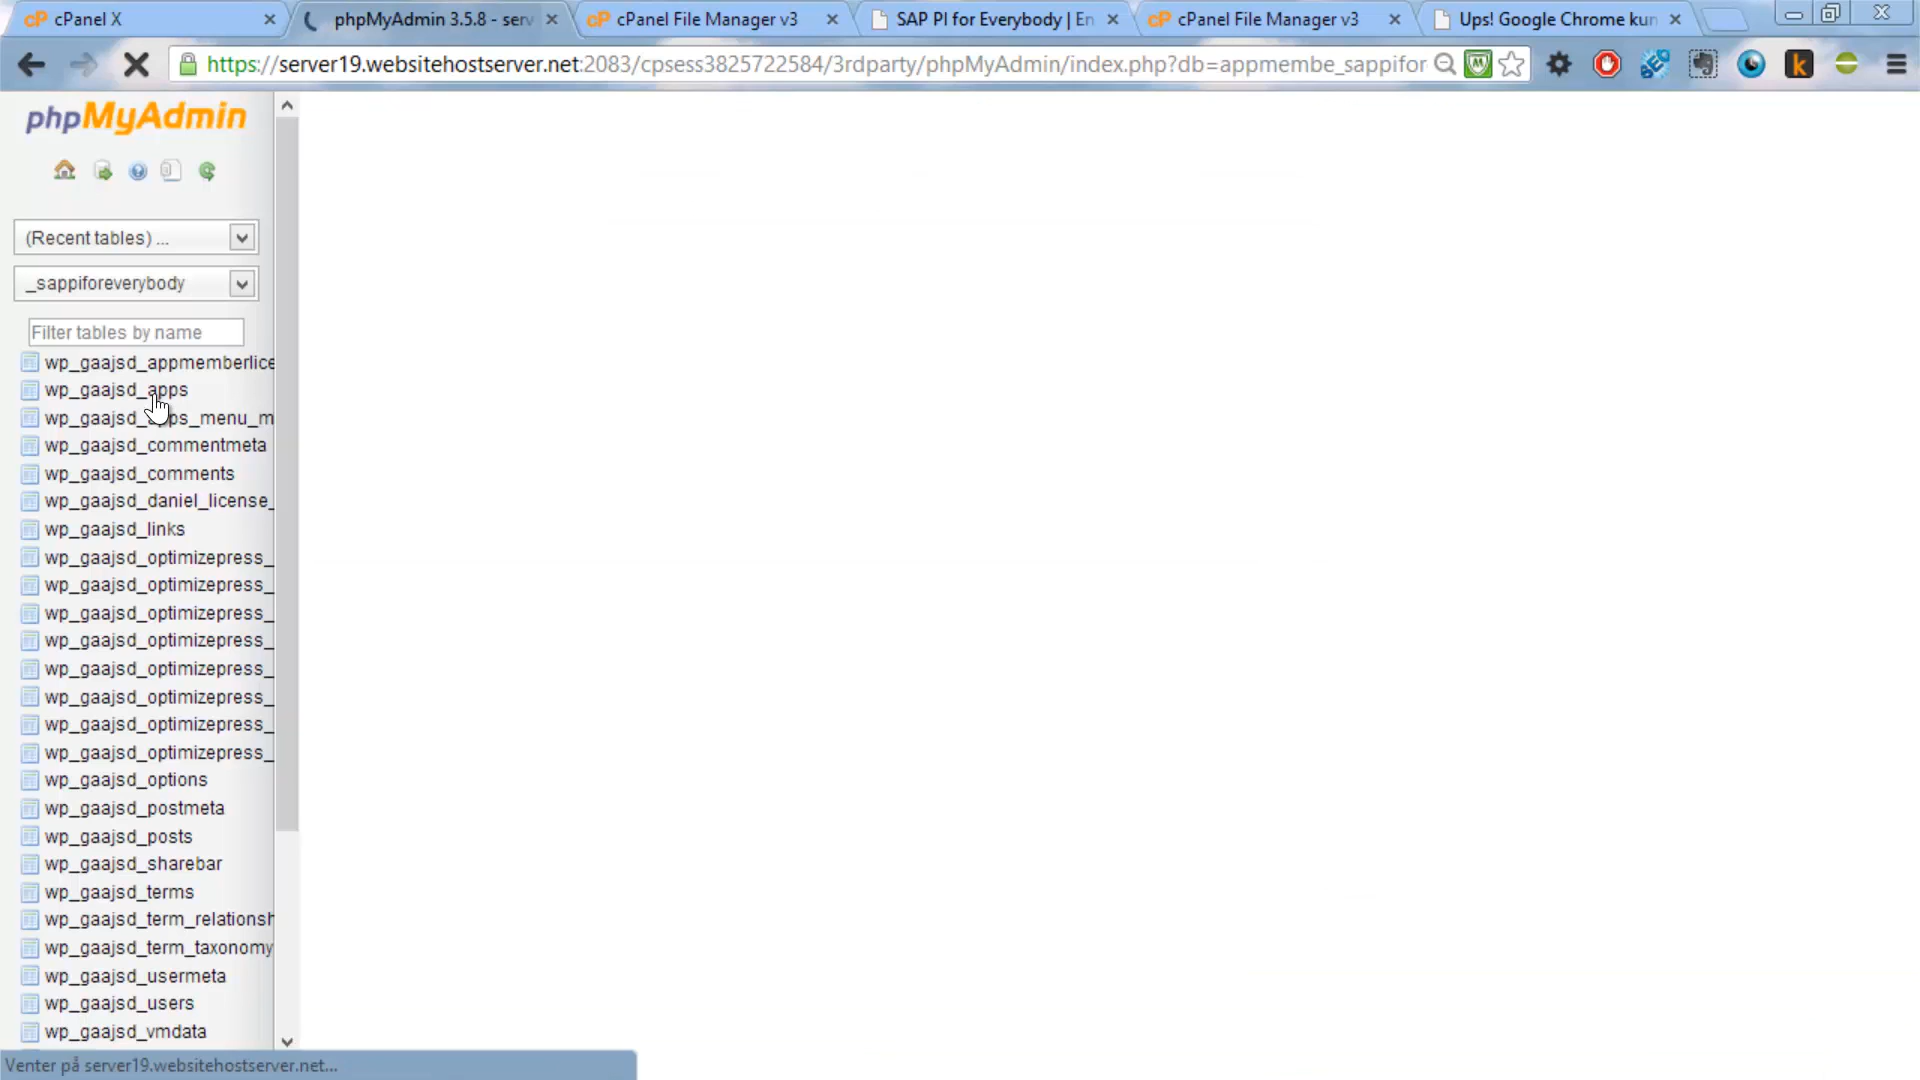 cPanel X
phpMyAdmin 3.5.8 - serv
cPanel File Manager v3
SAP PI for Everybody | En
cPanel File Manager v3
Ups! Google Chrome kun
https://server19.websitehostserver.net:2083/cpsess3825722584/3rdparty/phpMyAdmin/index.php?db=appmembe_sappifor
phpMyAdmin
(Recent tables) ...
_sappiforeverybody
Filter tables by name
wp_gaajsd_appmemberlice
wp_gaajsd_apps
wp_gaajsd_apps_menu_m
wp_gaajsd_commentmeta
wp_gaajsd_comments
wp_gaajsd_daniel_license_
wp_gaajsd_links
wp_gaajsd_optimizepress_
wp_gaajsd_optimizepress_
wp_gaajsd_optimizepress_
wp_gaajsd_optimizepress_
wp_gaajsd_optimizepress_
wp_gaajsd_optimizepress_
wp_gaajsd_optimizepress_
wp_gaajsd_optimizepress_
wp_gaajsd_options
wp_gaajsd_postmeta
wp_gaajsd_posts
wp_gaajsd_sharebar
wp_gaajsd_terms
wp_gaajsd_term_relationsh
wp_gaajsd_term_taxonomy
wp_gaajsd_usermeta
wp_gaajsd_users
wp_gaajsd_vmdata
Venter på server19.websitehostserver.net...